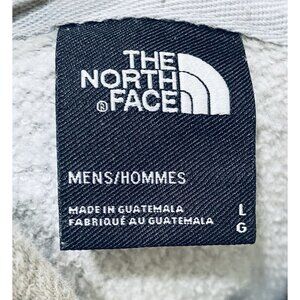 THE
NORTH
FACE
®
MENS/HOMMES
MADE IN GUATEMALA
FABRIQUÉ AU GUATEMALA
L
G